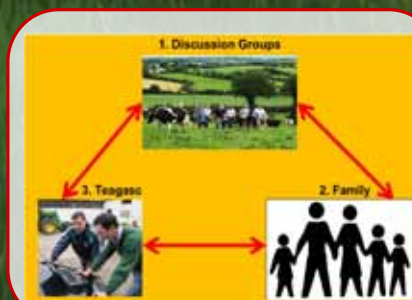 1. Discussion Groups
3. Teagasc
2. Family